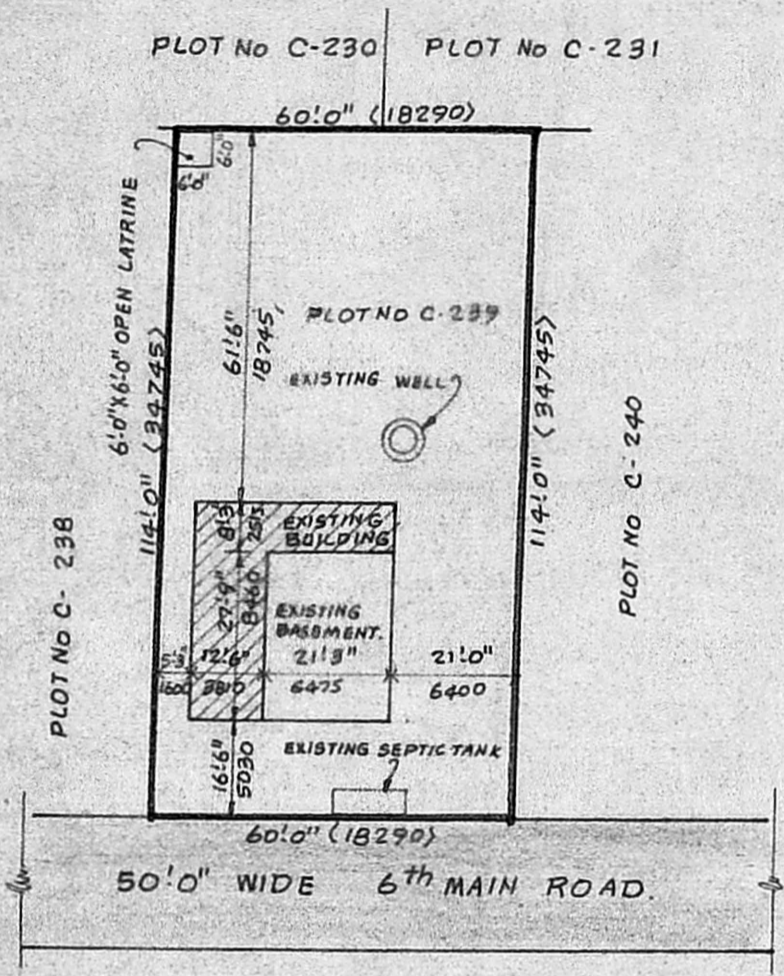 PLOT No C-230
PLOT No C-231
60'.0" (18290)
6'.0"
6'.0"
6'.0"X6'.0" OPEN LATRINE
114'.0" (34745)
61'.6"
18745
PLOT NO C-239
EXISTING WELL
114'.0" (34745)
PLOT No C-240
PLOT No C-238
8'.3"
2515
EXISTING
BUILDING
27'.9"
8460
EXISTING
BASEMENT.
5'.3"
12'.6"
21'.3"
21'.0"
1600
3810
6475
6400
16'.6"
5030
EXISTING SEPTIC TANK
60'.0" (18290)
50'.0" WIDE 6th MAIN ROAD.